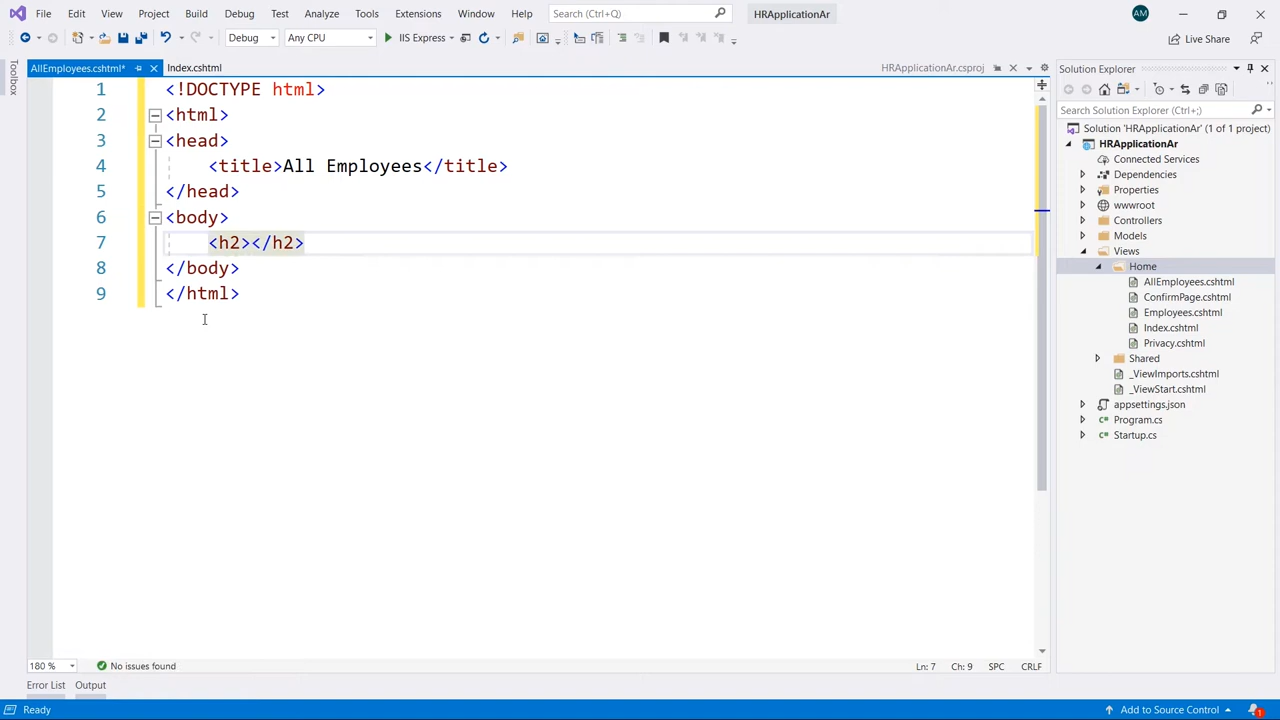 File Edit View Project Build Debug Test Analyze Tools Extensions Window Help Search (Ctrl+Q) HRApplicationAr AM
Debug Any CPU IIS Express Live Share
Toolbox
AllEmployees.cshtml* Index.cshtml HRApplicationAr.csproj
1 <!DOCTYPE html>
2 <html>
3 <head>
4 <title>All Employees</title>
5 </head>
6 <body>
7 <h2></h2>
8 </body>
9 </html>
180 % No issues found Ln: 7 Ch: 9 SPC CRLF
Solution Explorer
Search Solution Explorer (Ctrl+;)
Solution 'HRApplicationAr' (1 of 1 project)
HRApplicationAr
Connected Services
Dependencies
Properties
wwwroot
Controllers
Models
Views
Home
AllEmployees.cshtml
ConfirmPage.cshtml
Employees.cshtml
Index.cshtml
Privacy.cshtml
Shared
_ViewImports.cshtml
_ViewStart.cshtml
appsettings.json
Program.cs
Startup.cs
Error List Output
Ready Add to Source Control 1